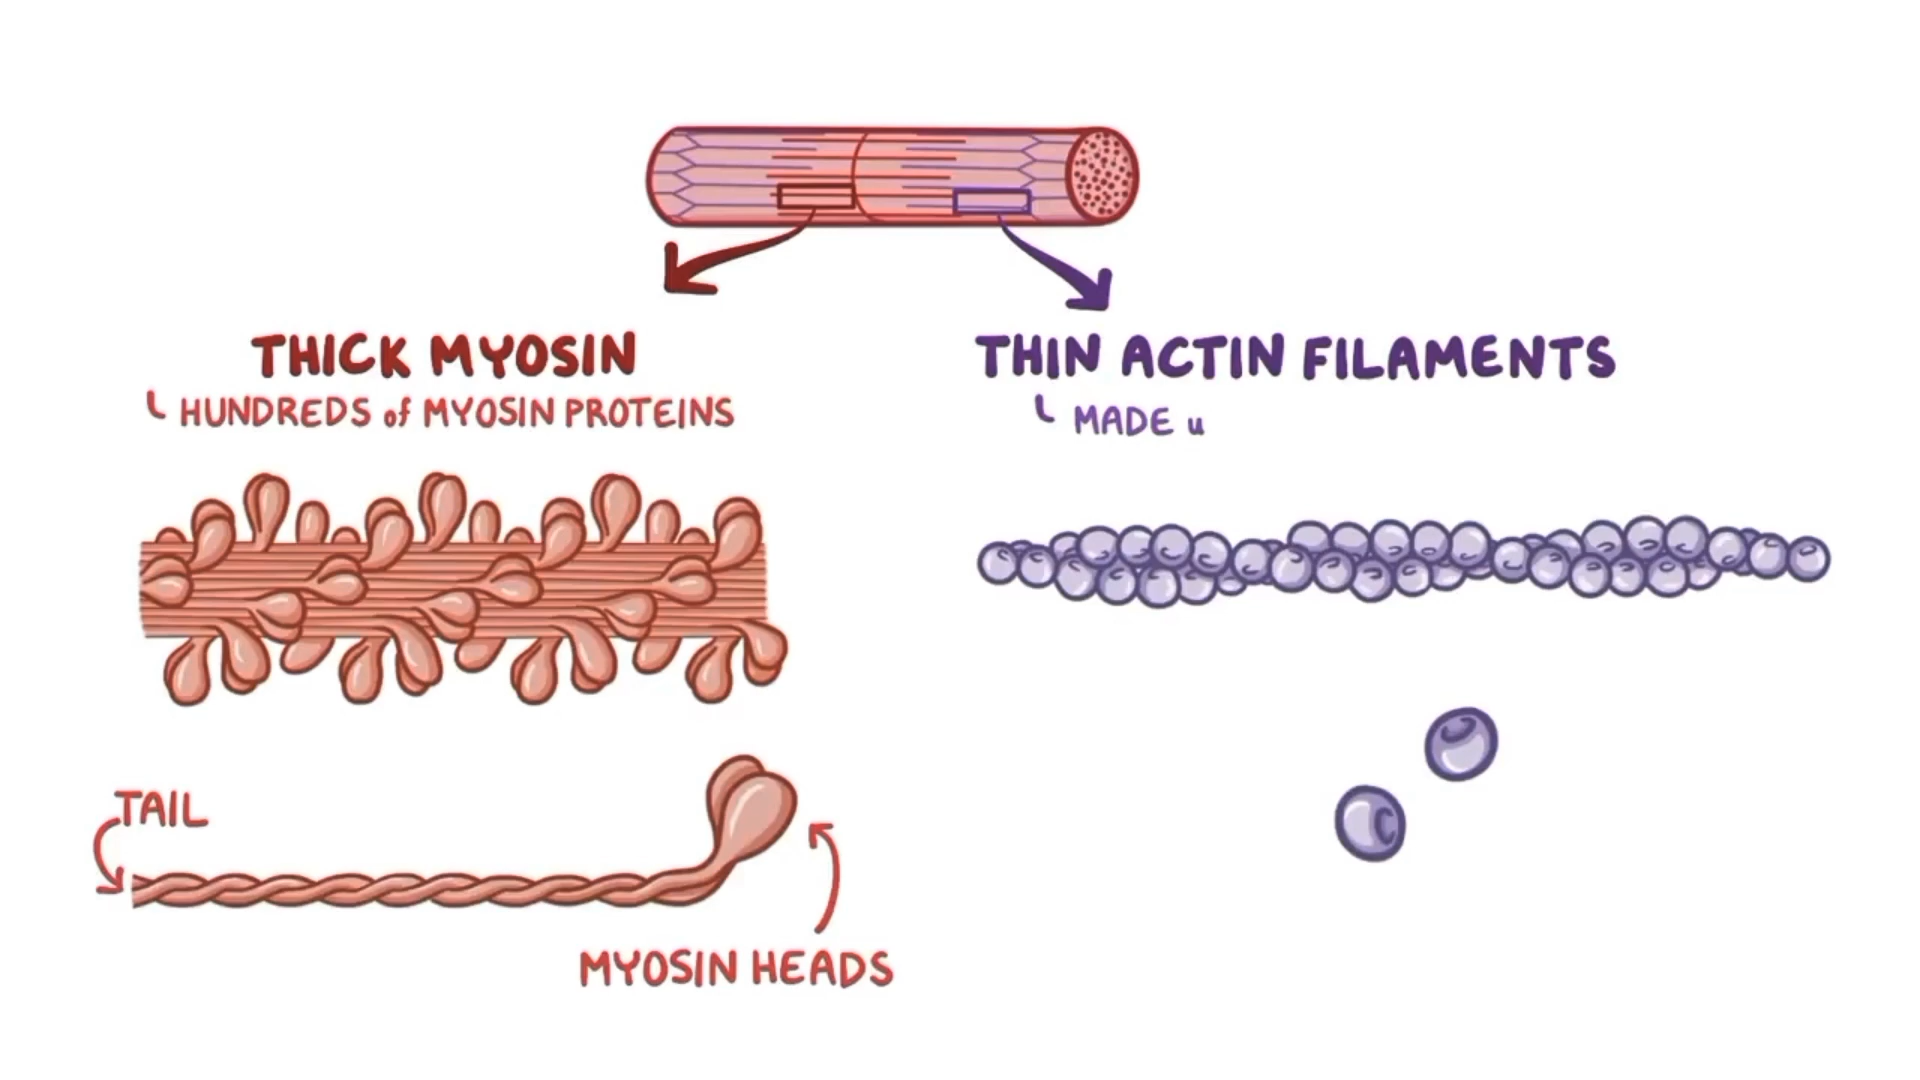 THICK MYOSIN
HUNDREDS of MYOSIN PROTEINS
THIN ACTIN FILAMENTS
MADE u
TAIL
MYOSIN HEADS